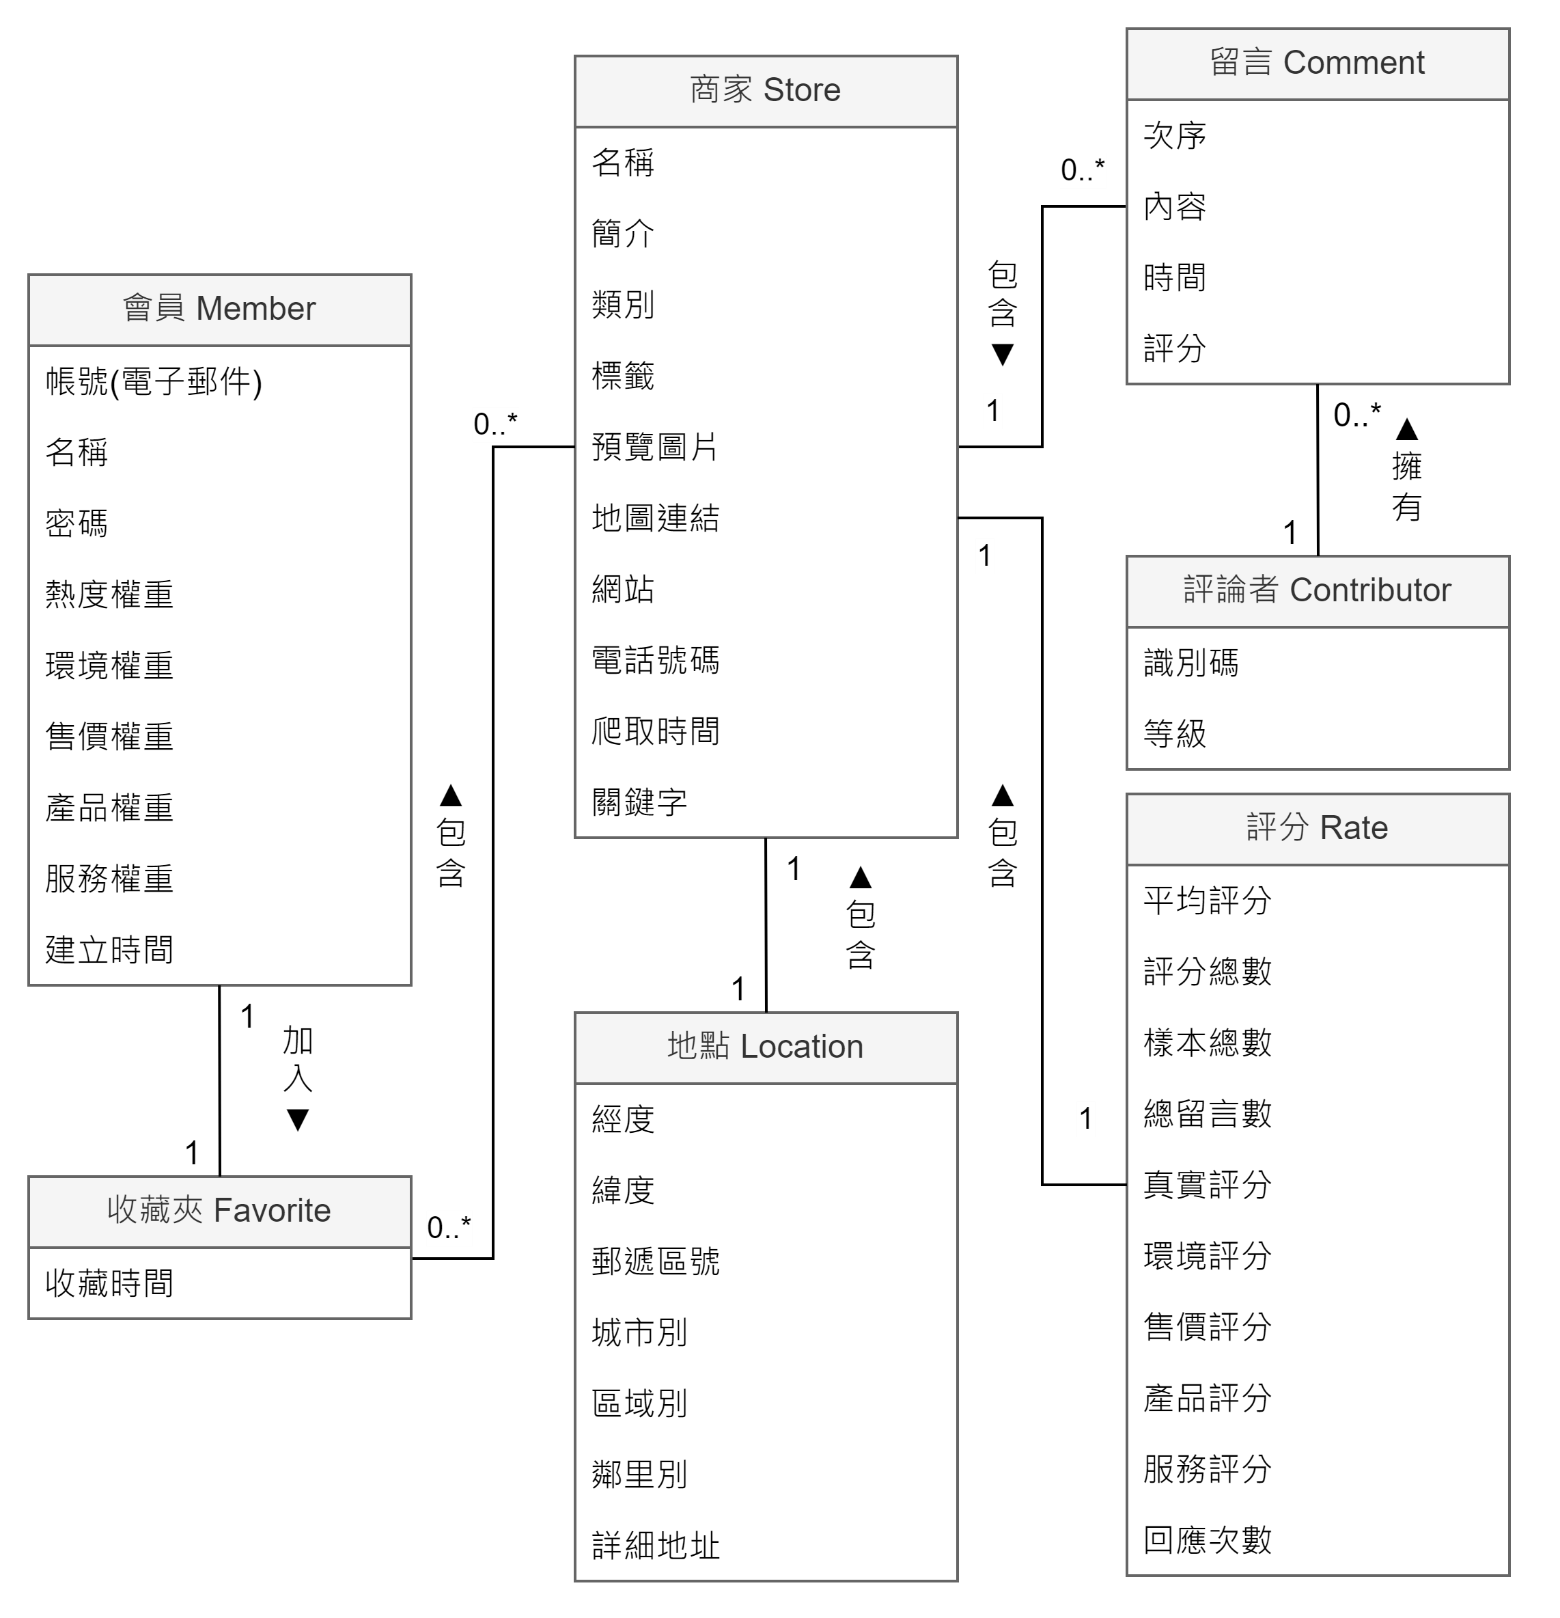 會員 Member
帳號(電子郵件)
名稱
密碼
熱度權重
環境權重
售價權重
產品權重
服務權重
建立時間
1
加
入
▼
1
收藏夾 Favorite
收藏時間
0..*
▲
包
含
0..*
商家 Store
名稱
簡介
類別
標籤
預覽圖片
地圖連結
網站
電話號碼
爬取時間
關鍵字
1
▲
包
含
1
地點 Location
經度
緯度
郵遞區號
城市別
區域別
鄰里別
詳細地址
0..*
包
含
▼
1
1
▲
包
含
1
留言 Comment
次序
內容
時間
評分
0..*
▲
擁
有
1
評論者 Contributor
識別碼
等級
評分 Rate
平均評分
評分總數
樣本總數
總留言數
真實評分
環境評分
售價評分
產品評分
服務評分
回應次數